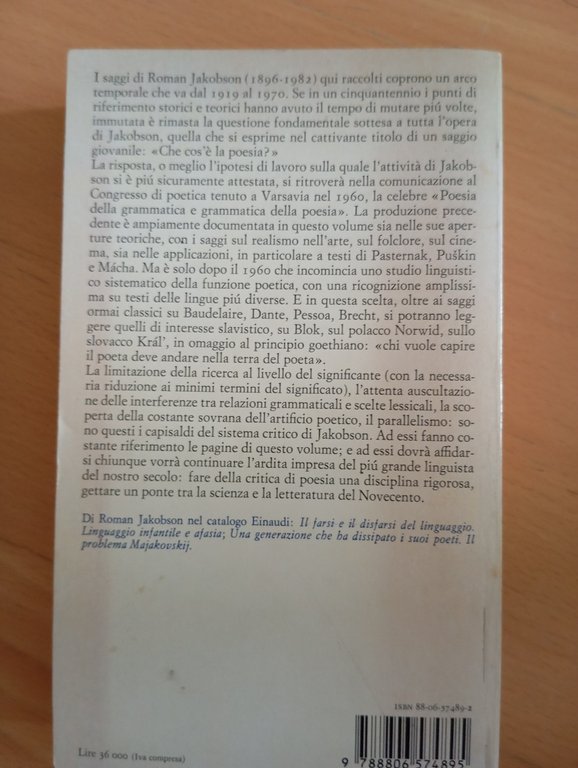 I saggi di Roman Jakobson (1896-1982) qui raccolti coprono un arco
temporale che va dal 1919 al 1970. Se in un cinquantennio i punti di
riferimento storici e teorici hanno avuto il tempo di mutare piú volte,
immutata è rimasta la questione fondamentale sottesa a tutta l'opera
di Jakobson, quella che si esprime nel cattivante titolo di un saggio
giovanile: «Che cos'è la poesia?»
La risposta, o meglio l'ipotesi di lavoro sulla quale l'attività di Jakob-
son si è piú sicuramente attestata, si ritroverà nella comunicazione al
Congresso di poetica tenuto a Varsavia nel 1960, la celebre «Poesia
della grammatica e grammatica della poesia». La produzione prece-
dente è ampiamente documentata in questo volume sia nelle sue aper-
ture teoriche, con i saggi sul realismo nell'arte, sul folclore, sul cine-
ma, sia nelle applicazioni, in particolare a testi di Pasternak, Puškin
e Mácha. Ma è solo dopo il 1960 che incomincia uno studio linguisti-
co sistematico della funzione poetica, con una ricognizione amplissi-
ma su testi delle lingue piú diverse. E in questa scelta, oltre ai saggi
ormai classici su Baudelaire, Dante, Pessoa, Brecht, si potranno leg-
gere quelli di interesse slavistico, su Blok, sul polacco Norwid, sullo
slovacco Král', in omaggio al principio goethiano: «chi vuole capire
il poeta deve andare nella terra del poeta».
La limitazione della ricerca al livello del significante (con la necessa-
ria riduzione ai minimi termini del significato), l'attenta auscultazio-
ne delle interferenze tra relazioni grammaticali e scelte lessicali, la sco-
perta della costante sovrana dell'artificio poetico, il parallelismo: so-
no questi i capisaldi del sistema critico di Jakobson. Ad essi fanno co-
stante riferimento le pagine di questo volume; e ad essi dovrà affidar-
si chiunque vorrà continuare l'ardita impresa del piú grande linguista
del nostro secolo: fare della critica di poesia una disciplina rigorosa,
gettare un ponte tra la scienza e la letteratura del Novecento.
Di Roman Jakobson nel catalogo Einaudi: Il farsi e il disfarsi del linguaggio.
Linguaggio infantile e afasia; Una generazione che ha dissipato i suoi poeti. Il
problema Majakovskij.
ISBN 88-06-57489-2
Lire 36 000 (Iva compresa)
9 788806 574895